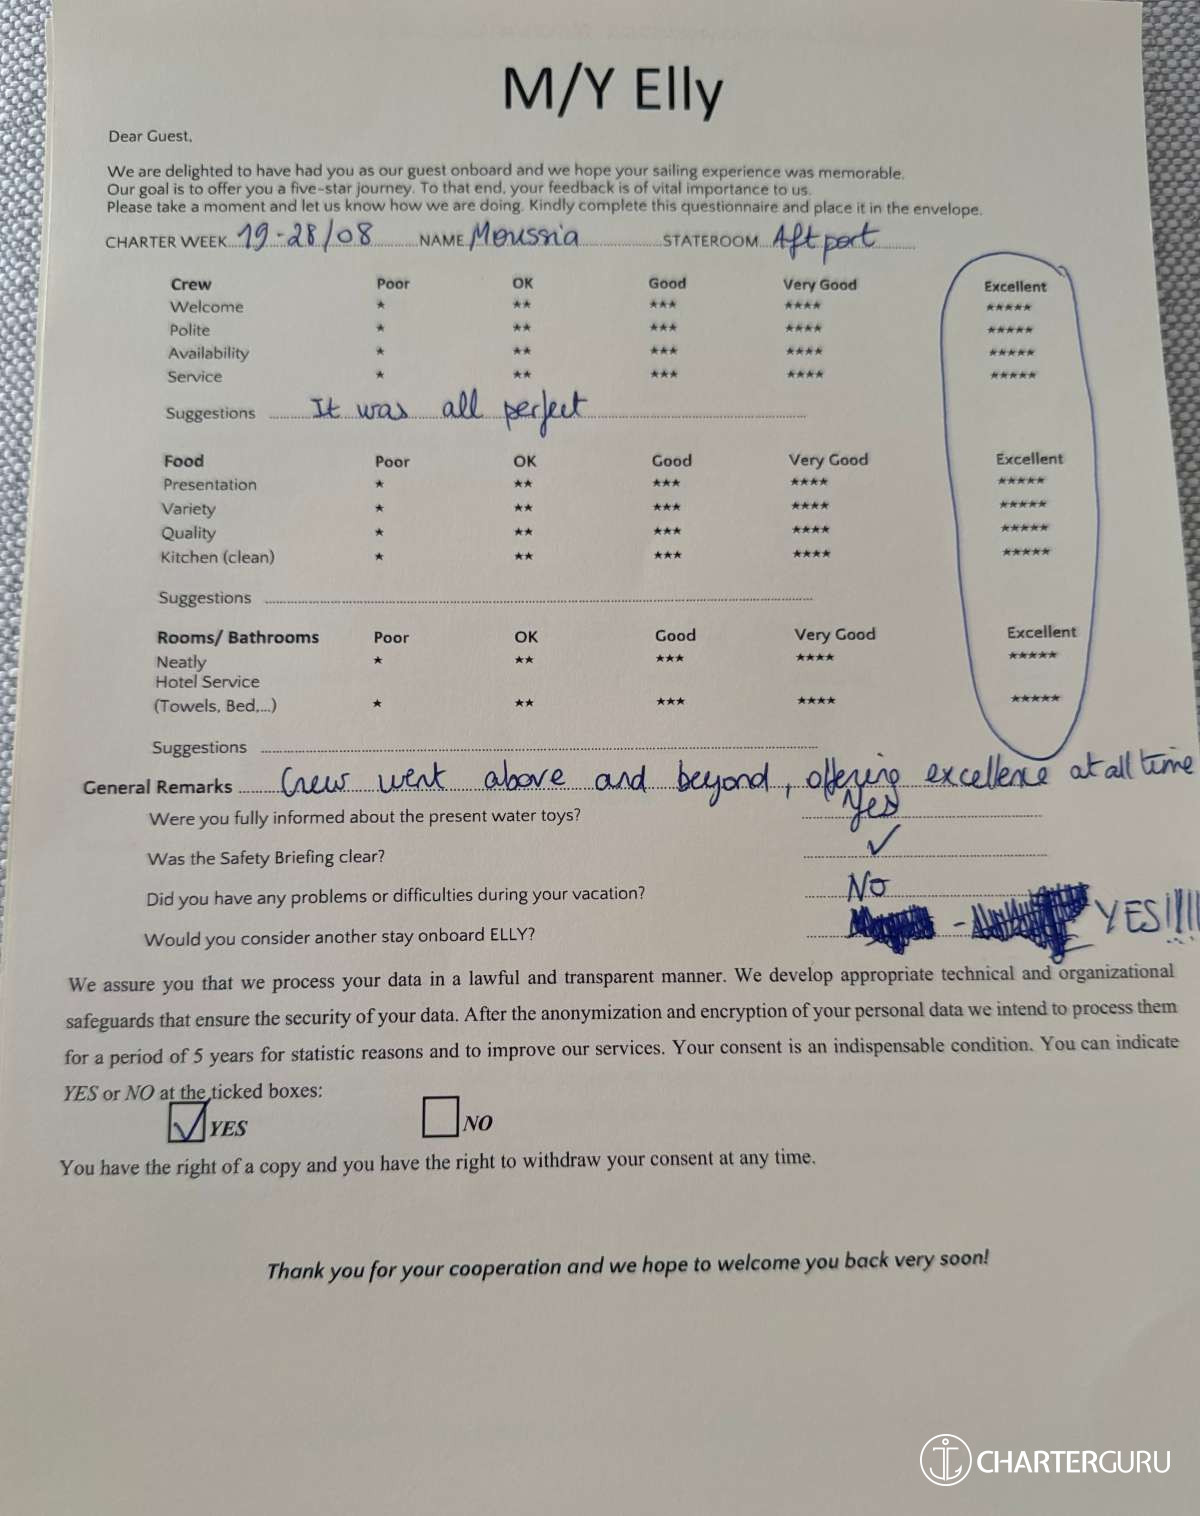 M/Y Elly
Dear Guest,
We are delighted to have had you as our guest onboard and we hope your sailing experience was memorable.
Our goal is to offer you a five-star journey. To that end, your feedback is of vital importance to us.
Please take a moment and let us know how we are doing. Kindly complete this questionnaire and place it in the envelope.
CHARTER WEEK 19-28/08 NAME Moussia STATEROOM Aft port
Crew Poor OK Good Very Good Excellent
Welcome ★ ★★ ★★★ ★★★★ ★★★★★
Polite ★ ★★ ★★★ ★★★★ ★★★★★
Availability ★ ★★ ★★★ ★★★★ ★★★★★
Service ★ ★★ ★★★ ★★★★ ★★★★★
Suggestions It was all perfect
Food Poor OK Good Very Good Excellent
Presentation ★ ★★ ★★★ ★★★★ ★★★★★
Variety ★ ★★ ★★★ ★★★★ ★★★★★
Quality ★ ★★ ★★★ ★★★★ ★★★★★
Kitchen (clean) ★ ★★ ★★★ ★★★★ ★★★★★
Suggestions
Rooms/ Bathrooms Poor OK Good Very Good Excellent
Neatly ★ ★★ ★★★ ★★★★ ★★★★★
Hotel Service
(Towels, Bed,...) ★ ★★ ★★★ ★★★★ ★★★★★
Suggestions
General Remarks Crew went above and beyond, offering excellence at all time
Were you fully informed about the present water toys? Yes
Was the Safety Briefing clear? ✓
Did you have any problems or difficulties during your vacation? No
Would you consider another stay onboard ELLY? - YES!!!!
We assure you that we process your data in a lawful and transparent manner. We develop appropriate technical and organizational
safeguards that ensure the security of your data. After the anonymization and encryption of your personal data we intend to process them
for a period of 5 years for statistic reasons and to improve our services. Your consent is an indispensable condition. You can indicate
YES or NO at the ticked boxes:
✓ YES NO
You have the right of a copy and you have the right to withdraw your consent at any time.
Thank you for your cooperation and we hope to welcome you back very soon!
CHARTERGURU